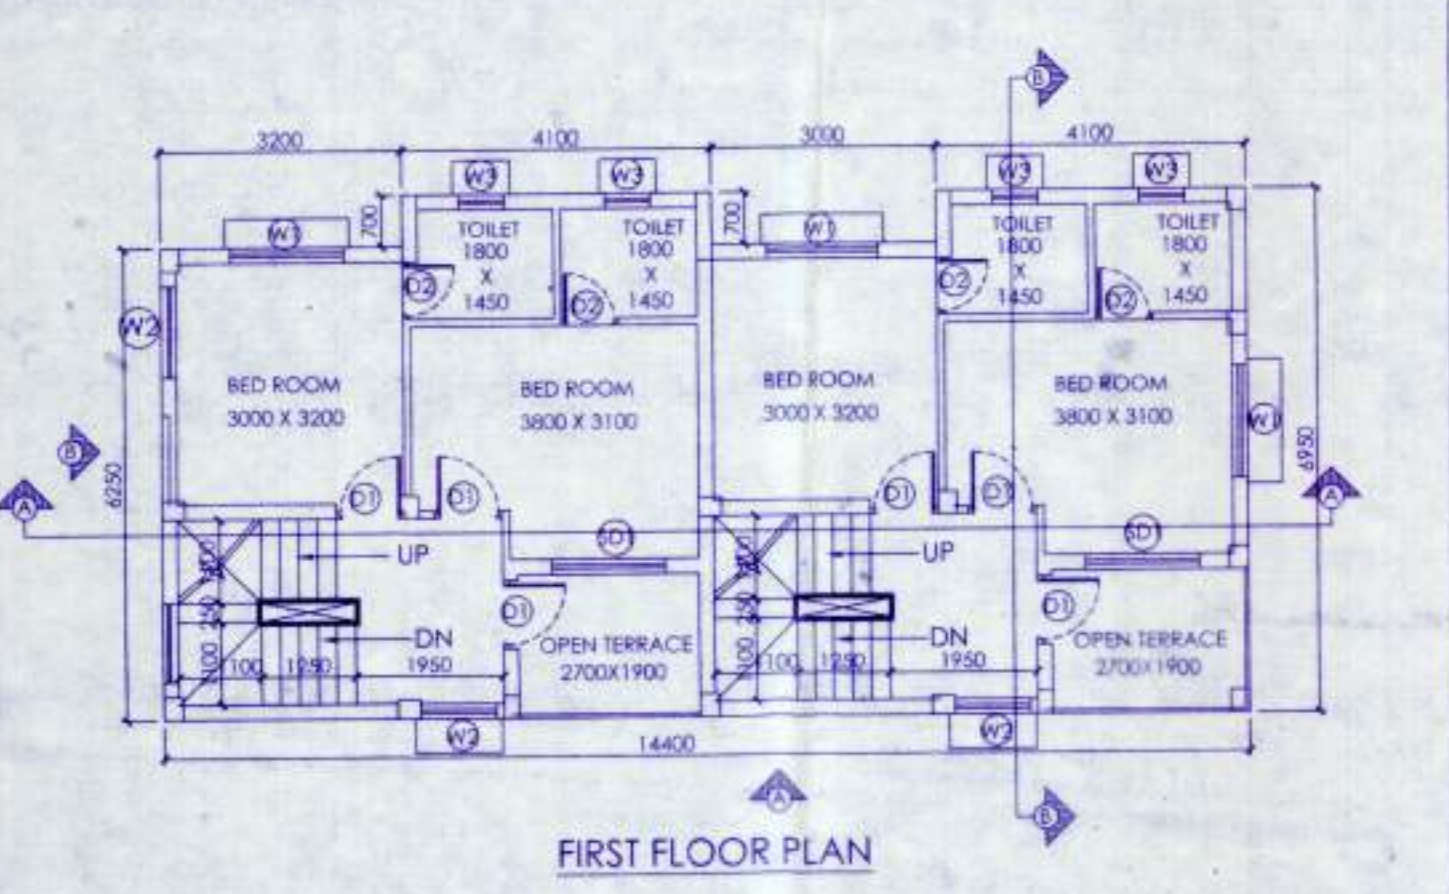 B
3200
4100
3000
4100
W3
W3
W3
W3
700
700
W1
W1
TOILET
1800
X
1450
TOILET
1800
X
1450
TOILET
1800
X
1450
TOILET
1800
X
1450
D2
D2
D2
D2
W2
BED ROOM
3000 X 3200
BED ROOM
3800 X 3100
BED ROOM
3000 X 3200
BED ROOM
3800 X 3100
W1
6250
6950
B
A
A
D1
D1
D1
D1
SD1
SD1
UP
UP
250
250
D1
D1
DN
DN
OPEN TERRACE
2700X1900
OPEN TERRACE
2700X1900
1100
1100
1250
1950
1100
1100
1250
1950
W2
W2
14400
A
B
FIRST FLOOR PLAN